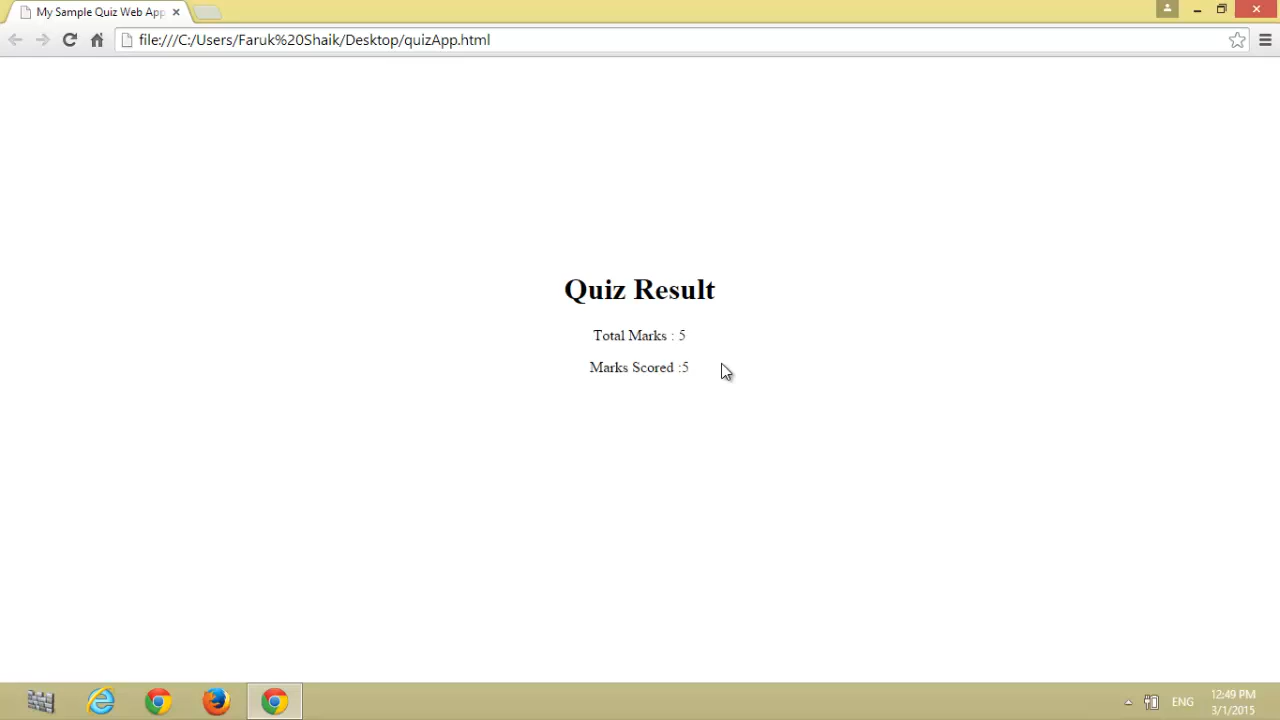 My Sample Quiz Web App
file:///C:/Users/Faruk%20Shaik/Desktop/quizApp.html
Quiz Result
Total Marks : 5
Marks Scored :5
ENG
12:49 PM
3/1/2015